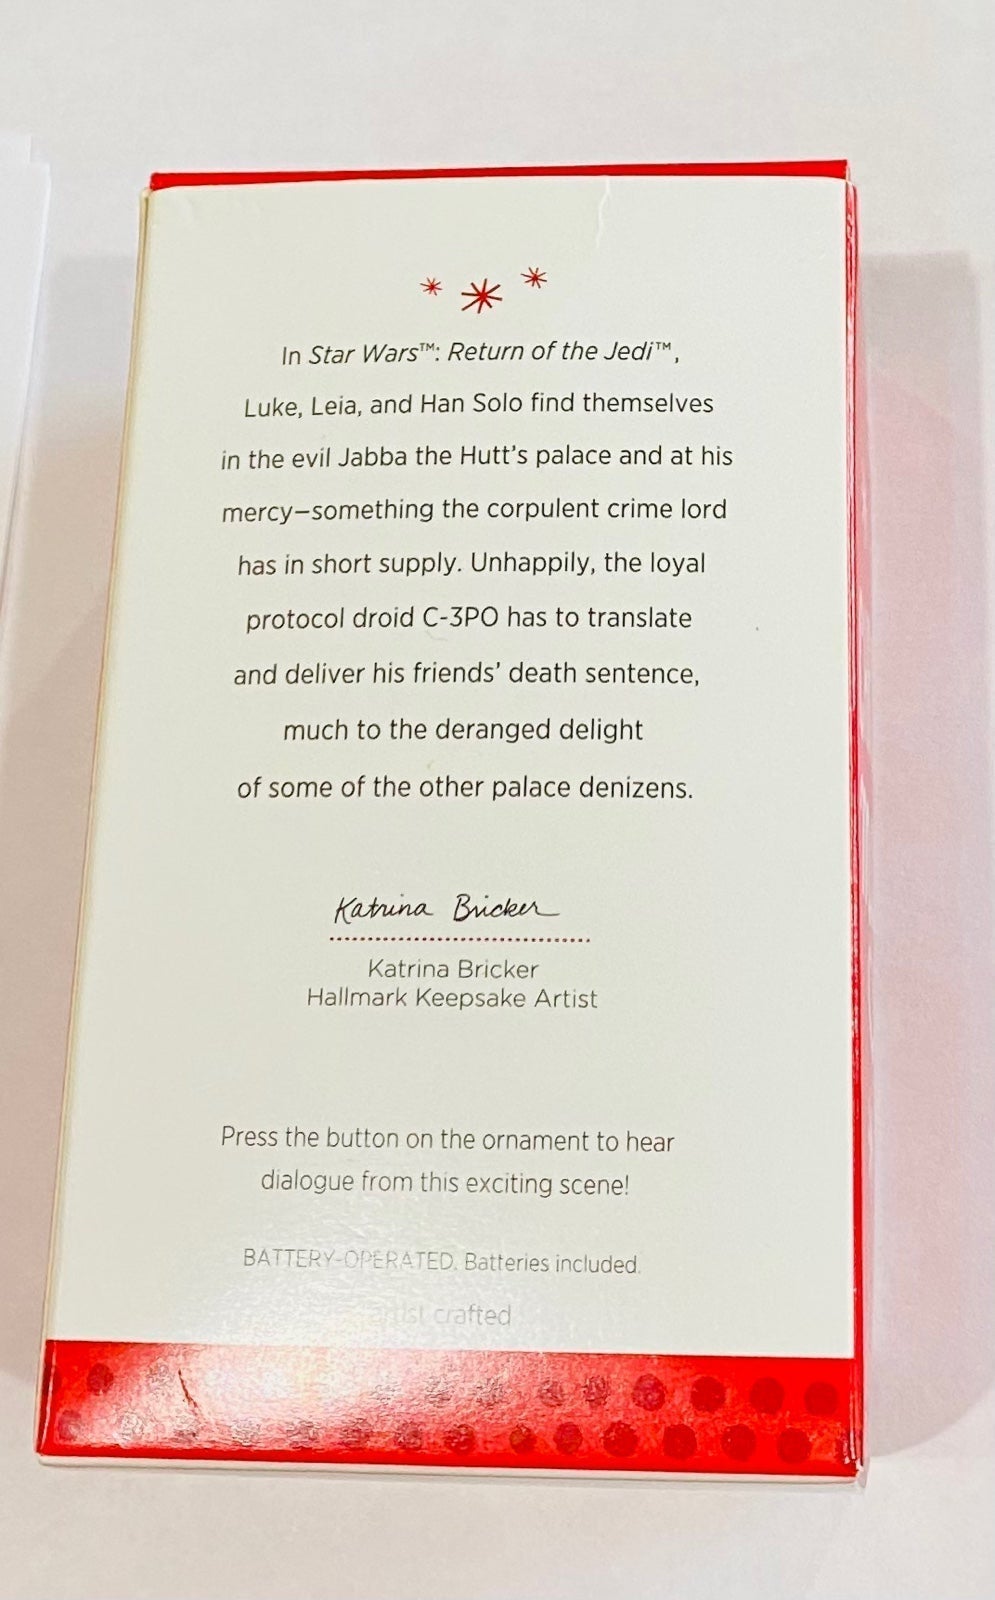 In Star Wars™: Return of the Jedi™,
Luke, Leia, and Han Solo find themselves
in the evil Jabba the Hutt's palace and at his
mercy—something the corpulent crime lord
has in short supply. Unhappily, the loyal
protocol droid C-3PO has to translate
and deliver his friends' death sentence,
much to the deranged delight
of some of the other palace denizens.
Katrina Bricker
Katrina Bricker
Hallmark Keepsake Artist
Press the button on the ornament to hear
dialogue from this exciting scene!
BATTERY-OPERATED. Batteries included.
artist crafted